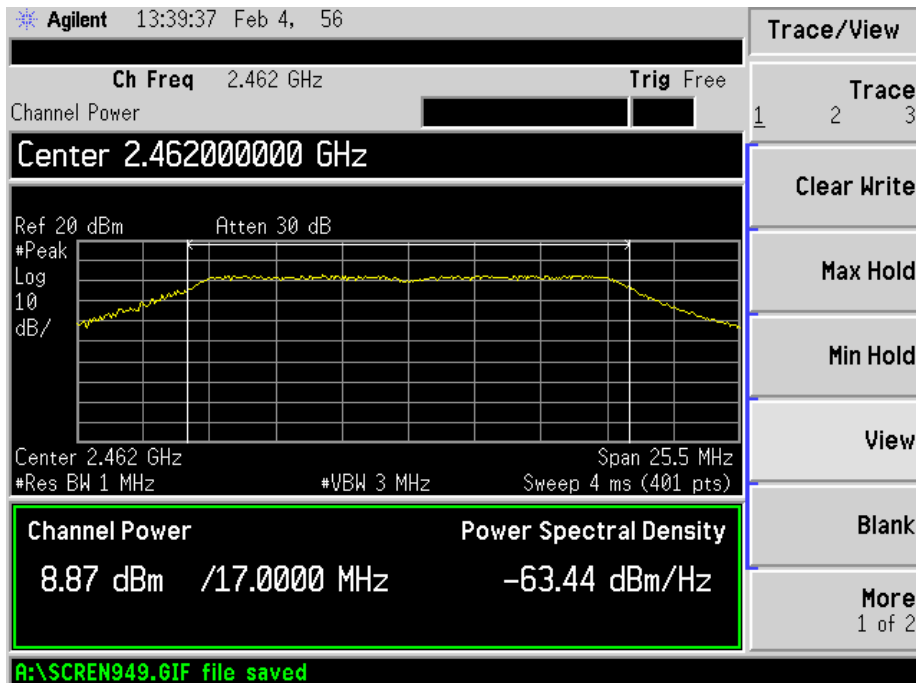 Agilent 13:39:37 Feb 4, 56
Trace/View
Ch Freq 2.462 GHz Trig Free
Channel Power
Trace
1 2 3
Center 2.462000000 GHz
Clear Write
Ref 20 dBm Atten 30 dB
#Peak
Log
10
dB/
Max Hold
Min Hold
Center 2.462 GHz Span 25.5 MHz
#Res BW 1 MHz #VBW 3 MHz Sweep 4 ms (401 pts)
View
Channel Power Power Spectral Density
8.87 dBm /17.0000 MHz -63.44 dBm/Hz
Blank
More
1 of 2
A:\SCREN949.GIF file saved